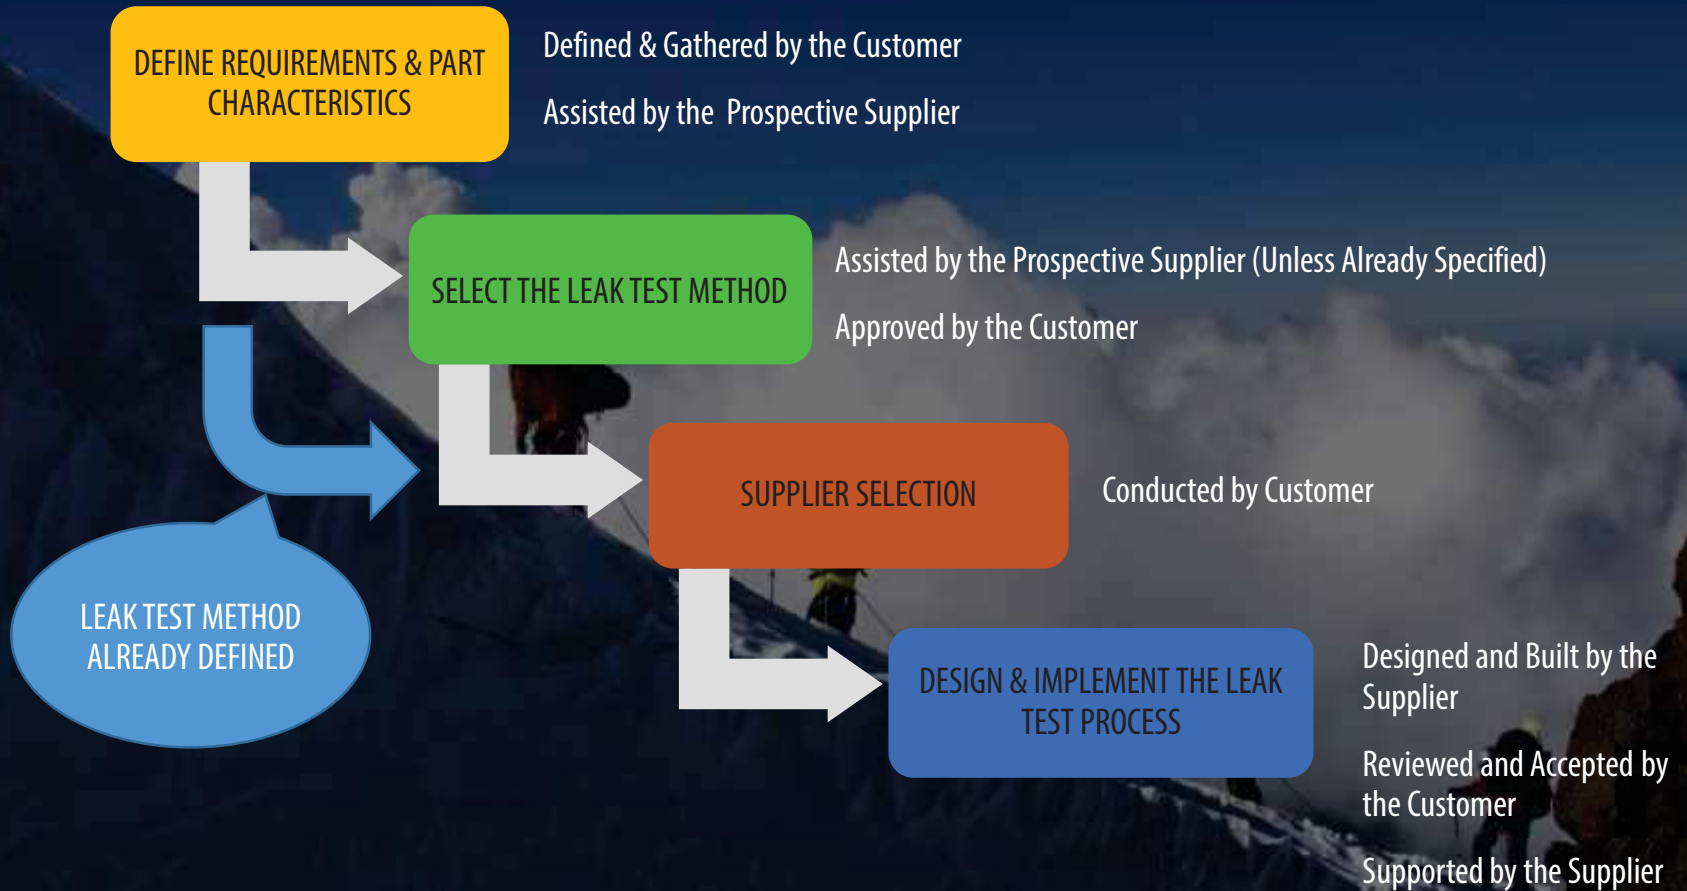 DEFINE REQUIREMENTS & PART
CHARACTERISTICS
Defined & Gathered by the Customer
Assisted by the Prospective Supplier
SELECT THE LEAK TEST METHOD
Assisted by the Prospective Supplier (Unless Already Specified)
Approved by the Customer
SUPPLIER SELECTION
Conducted by Customer
LEAK TEST METHOD
ALREADY DEFINED
DESIGN & IMPLEMENT THE LEAK
TEST PROCESS
Designed and Built by the
Supplier
Reviewed and Accepted by
the Customer
Supported by the Supplier